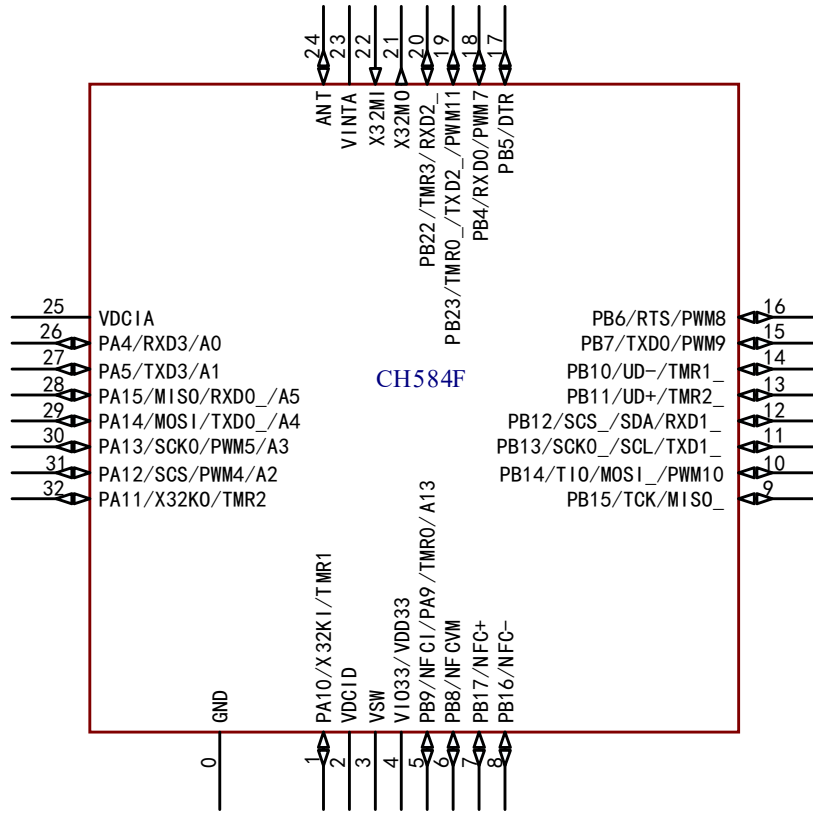 24
23
22
21
20
19
18
17
ANT
VINTA
X32MI
X32MO
PB22/TMR3/RXD2_
PB23/TMR0_/TXD2_/PWM11
PB4/RXD0/PWM7
PB5/DTR
25 VDCIA
26 PA4/RXD3/A0
27 PA5/TXD3/A1
28 PA15/MISO/RXD0_/A5
29 PA14/MOSI/TXD0_/A4
30 PA13/SCK0/PWM5/A3
31 PA12/SCS/PWM4/A2
32 PA11/X32KO/TMR2
CH584F
PB6/RTS/PWM8 16
PB7/TXD0/PWM9 15
PB10/UD-/TMR1_ 14
PB11/UD+/TMR2_ 13
PB12/SCS_/SDA/RXD1_ 12
PB13/SCK0_/SCL/TXD1_ 11
PB14/TIO/MOSI_/PWM10 10
PB15/TCK/MISO_ 9
GND
PA10/X32KI/TMR1
VDCID
VSW
VIO33/VDD33
PB9/NFCI/PA9/TMR0/A13
PB8/NFCVM
PB17/NFC+
PB16/NFC-
0
1
2
3
4
5
6
7
8